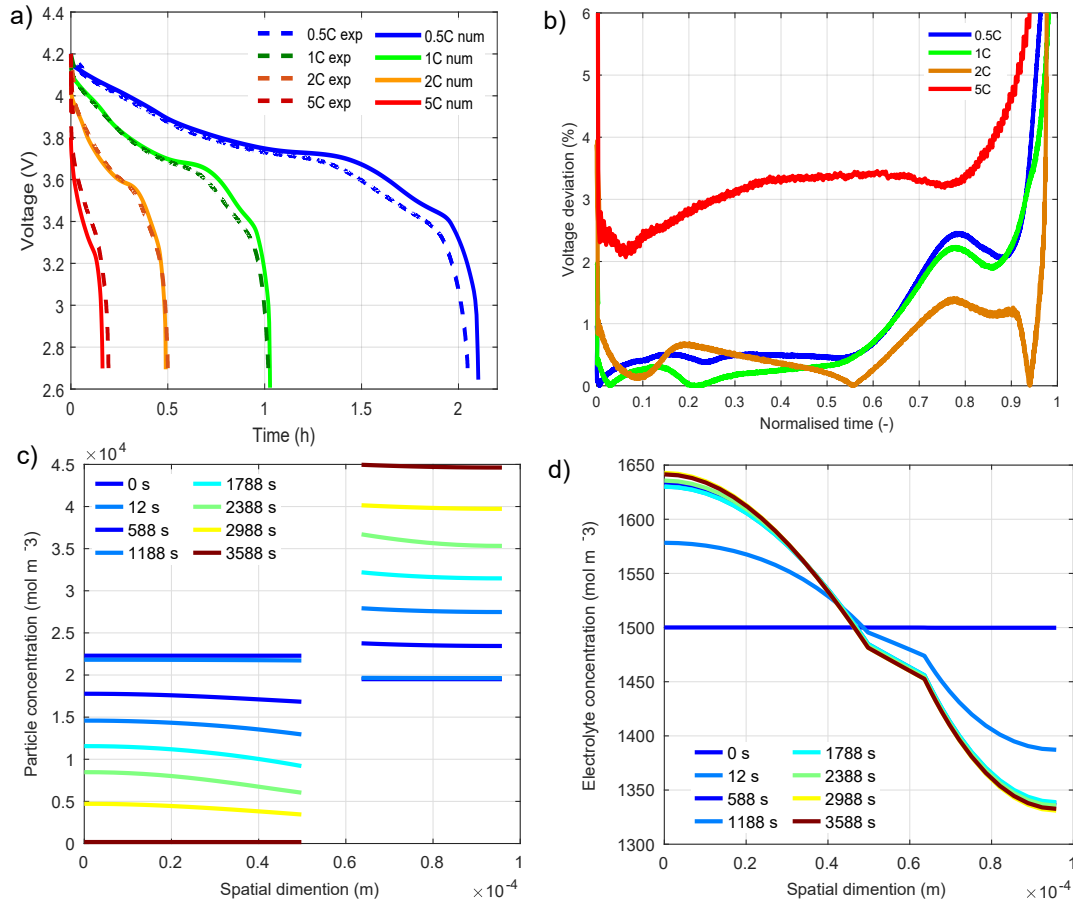 a)
0.5C exp
0.5C num
1C exp
1C num
2C exp
2C num
5C exp
5C num
4.4
4.2
4
3.8
3.6
3.4
3.2
3
2.8
2.6
Voltage (V)
0
0.5
1
1.5
2
Time (h)
b)
0.5C
1C
2C
5C
6
5
4
3
2
1
0
Voltage deviation (%)
0
0.1
0.2
0.3
0.4
0.5
0.6
0.7
0.8
0.9
1
Normalised time (-)
c)
×10⁴
0 s
1788 s
12 s
2388 s
588 s
2988 s
1188 s
3588 s
4.5
4
3.5
3
2.5
2
1.5
1
0.5
0
Particle concentration (mol m ⁻3)
0
0.2
0.4
0.6
0.8
1
Spatial dimention (m)
×10⁻⁴
d)
1650
1600
1550
1500
1450
1400
1350
1300
Electrolyte concentration (mol m ⁻3)
0 s
1788 s
12 s
2388 s
588 s
2988 s
1188 s
3588 s
0
0.2
0.4
0.6
0.8
1
Spatial dimention (m)
×10⁻⁴